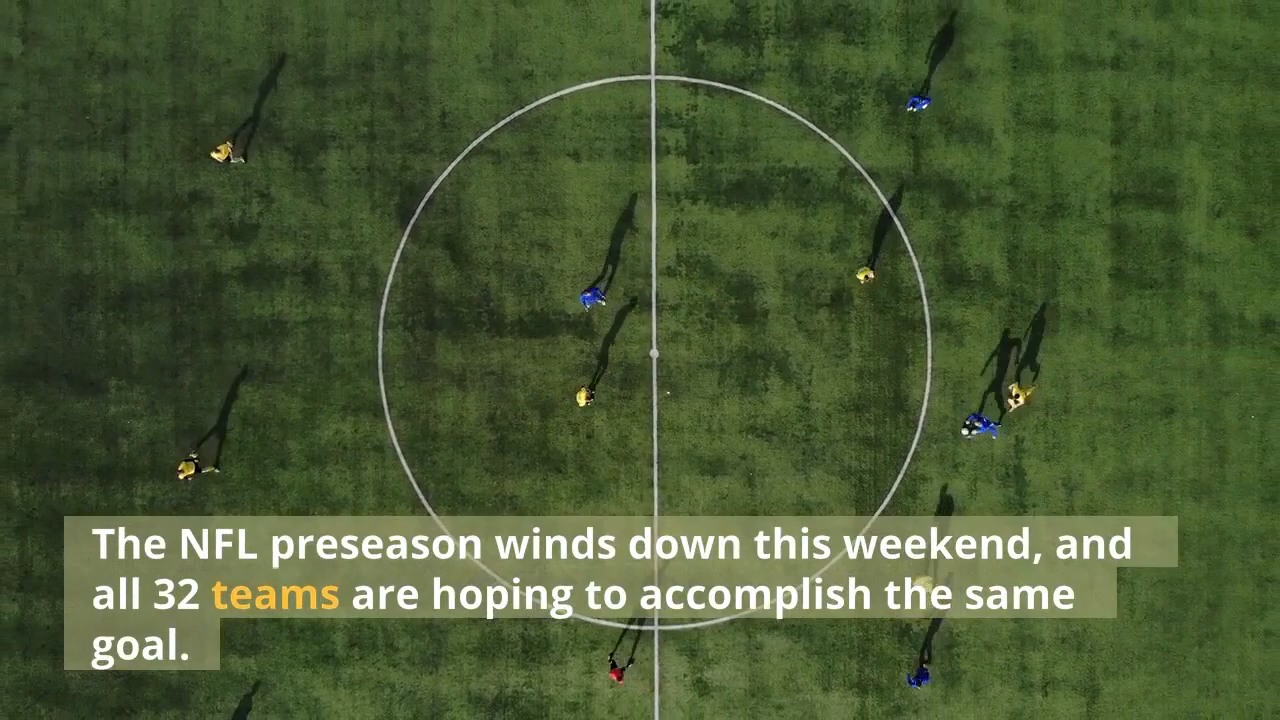 The NFL preseason winds down this weekend, and
all 32 teams are hoping to accomplish the same
goal.